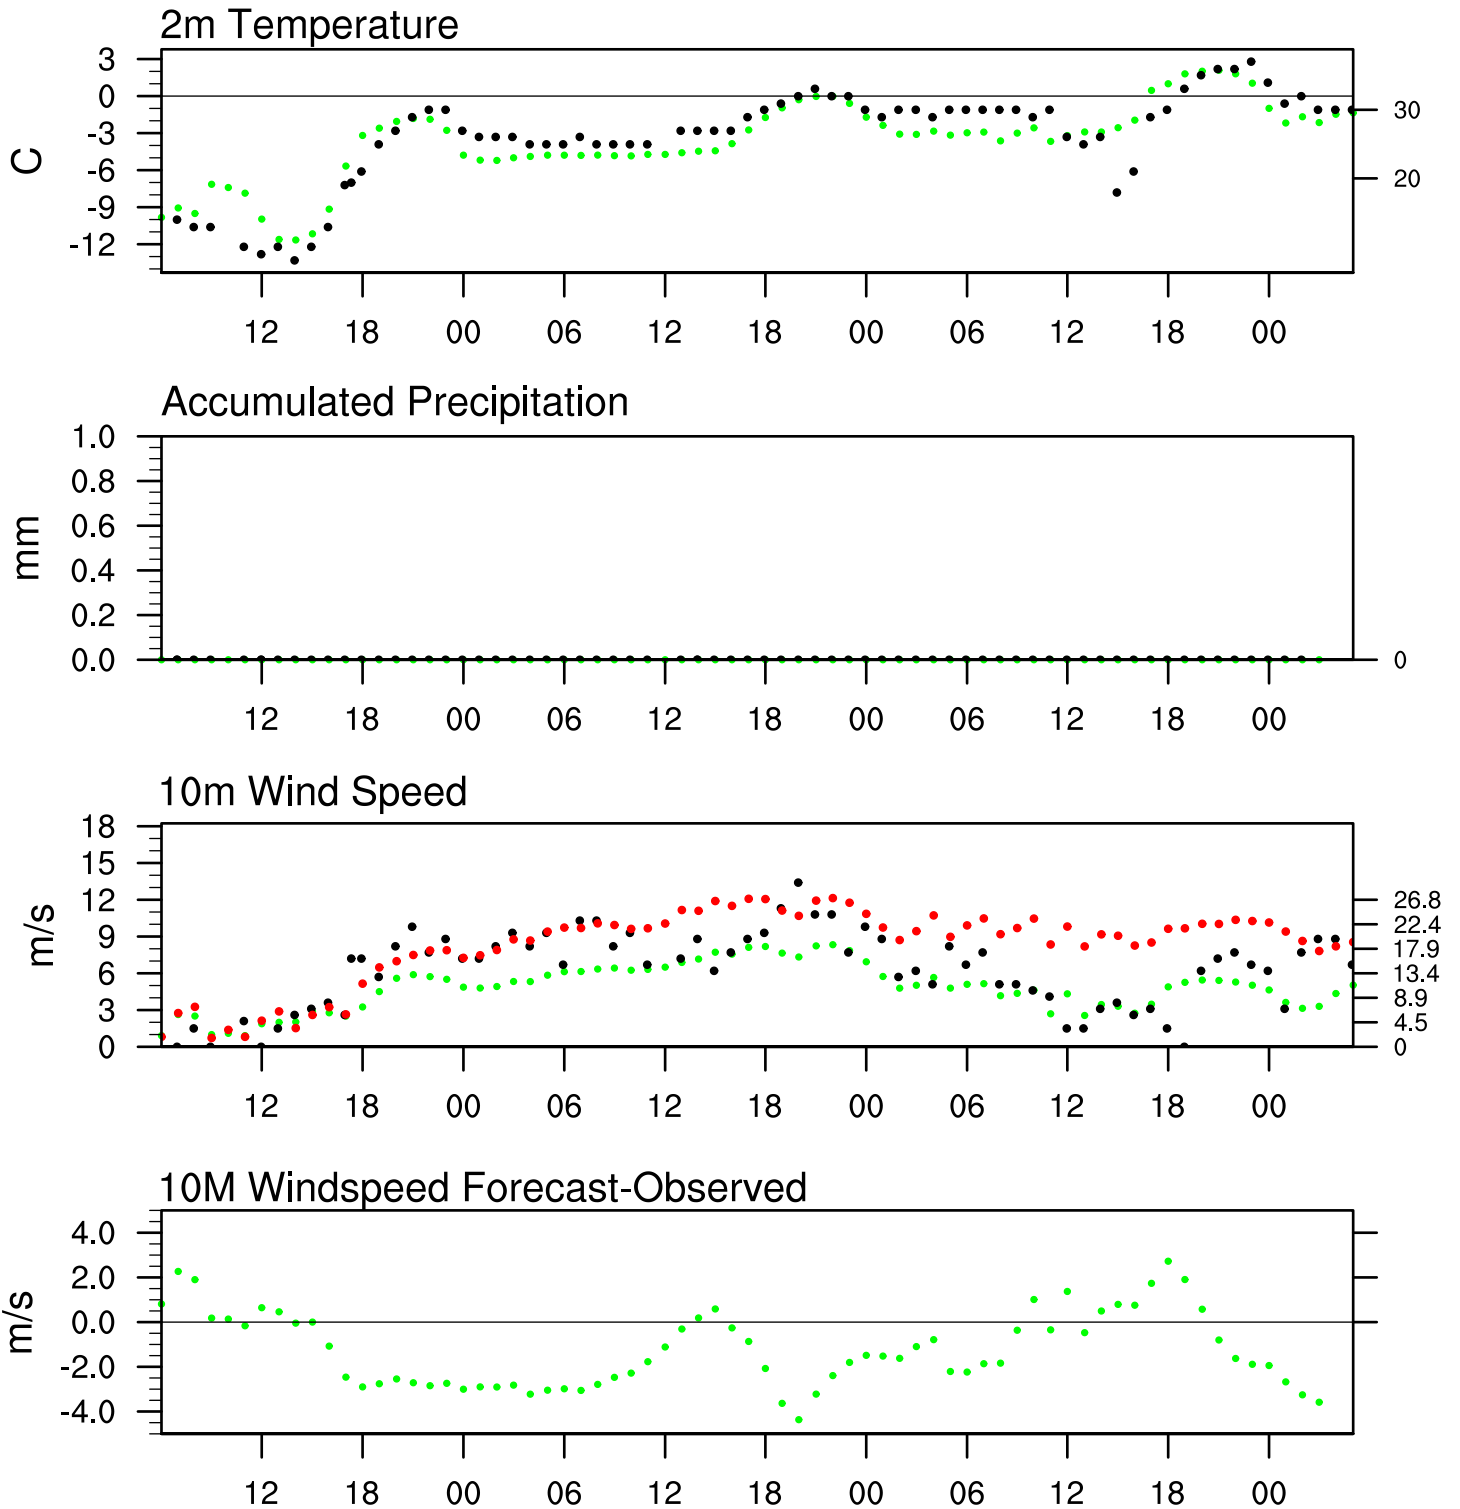 2m Temperature
3
0
-3
-6
-9
-12
C
30
20
12 18 00 06 12 18 00 06 12 18 00
Accumulated Precipitation
1.0
0.8
0.6
0.4
0.2
0.0
mm
0
12 18 00 06 12 18 00 06 12 18 00
10m Wind Speed
18
15
12
9
6
3
0
m/s
26.8
22.4
17.9
13.4
8.9
4.5
0
12 18 00 06 12 18 00 06 12 18 00
10M Windspeed Forecast-Observed
4.0
2.0
0.0
-2.0
-4.0
m/s
12 18 00 06 12 18 00 06 12 18 00